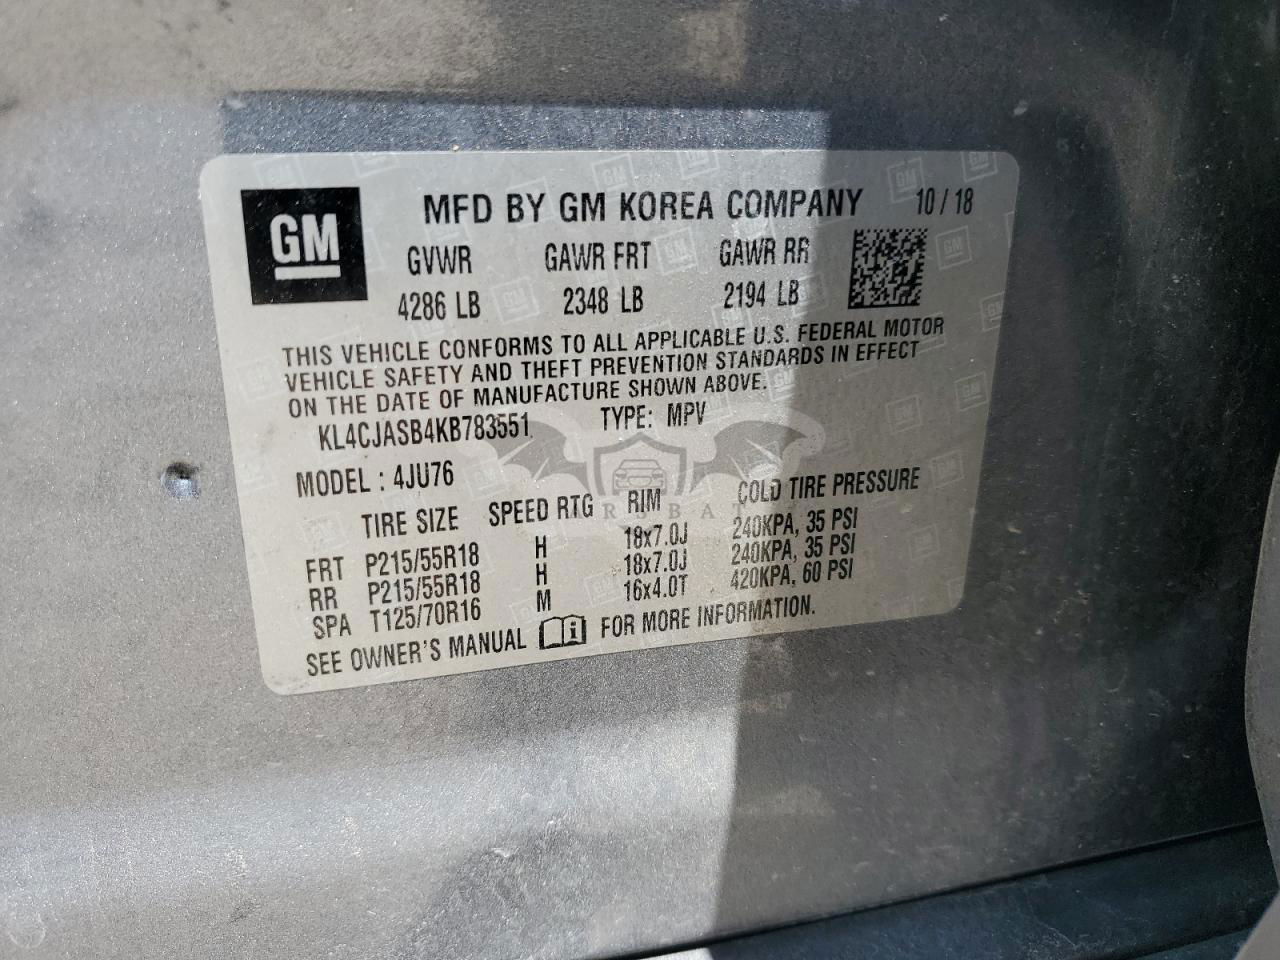 GM
MFD BY GM KOREA COMPANY 10 / 18
GVWR GAWR FRT GAWR RR
4286 LB 2348 LB 2194 LB
THIS VEHICLE CONFORMS TO ALL APPLICABLE U.S. FEDERAL MOTOR
VEHICLE SAFETY AND THEFT PREVENTION STANDARDS IN EFFECT
ON THE DATE OF MANUFACTURE SHOWN ABOVE.
KL4CJASB4KB783551 TYPE: MPV
MODEL : 4JU76
TIRE SIZE SPEED RTG RIM COLD TIRE PRESSURE
FRT P215/55R18 H 18x7.0J 240KPA, 35 PSI
RR P215/55R18 H 18x7.0J 240KPA, 35 PSI
SPA T125/70R16 M 16x4.0T 420KPA, 60 PSI
SEE OWNER'S MANUAL FOR MORE INFORMATION.